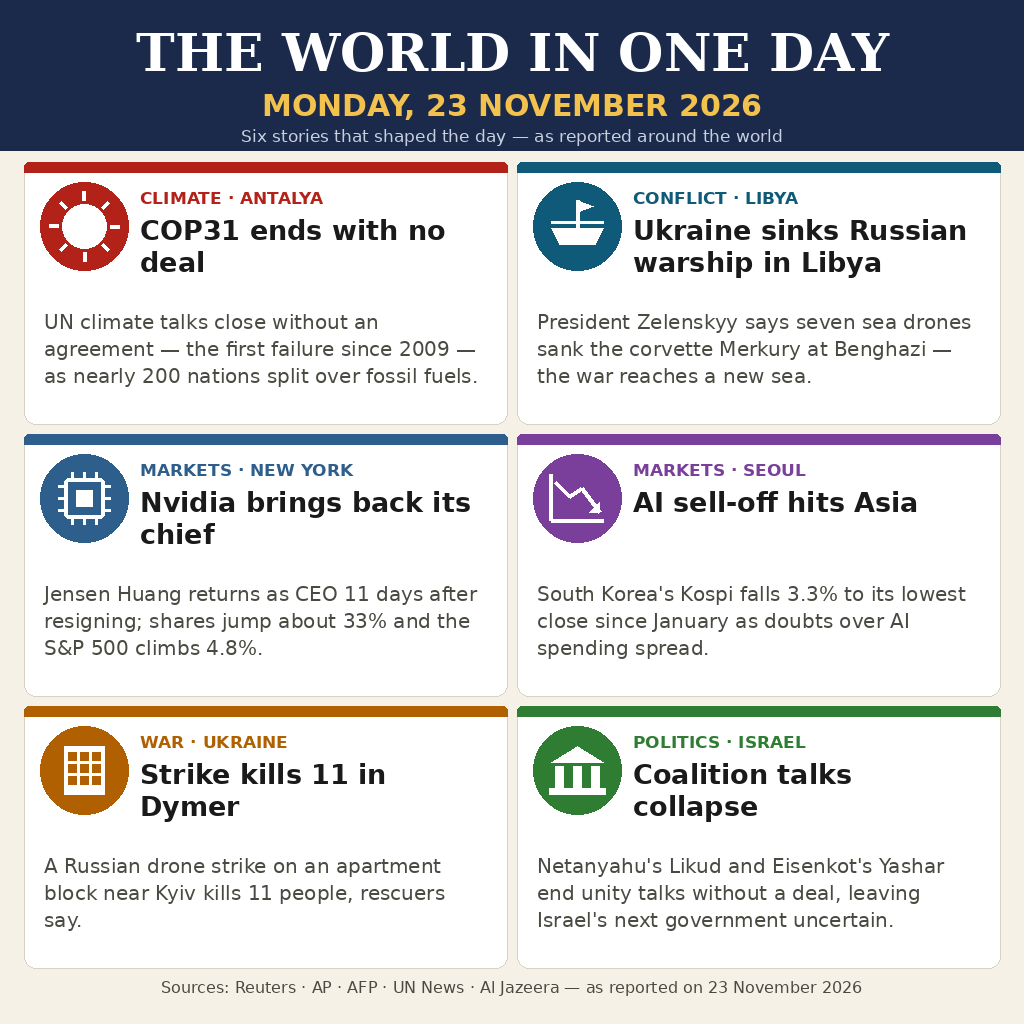 THE WORLD IN ONE DAY
MONDAY, 23 NOVEMBER 2026
Six stories that shaped the day — as reported around the world
CLIMATE · ANTALYA
COP31 ends with no
deal
UN climate talks close without an
agreement — the first failure since 2009 —
as nearly 200 nations split over fossil fuels.
CONFLICT · LIBYA
Ukraine sinks Russian
warship in Libya
President Zelenskyy says seven sea drones
sank the corvette Merkury at Benghazi —
the war reaches a new sea.
MARKETS · NEW YORK
Nvidia brings back its
chief
Jensen Huang returns as CEO 11 days after
resigning; shares jump about 33% and the
S&P 500 climbs 4.8%.
MARKETS · SEOUL
AI sell-off hits Asia
South Korea's Kospi falls 3.3% to its lowest
close since January as doubts over AI
spending spread.
WAR · UKRAINE
Strike kills 11 in
Dymer
A Russian drone strike on an apartment
block near Kyiv kills 11 people, rescuers
say.
POLITICS · ISRAEL
Coalition talks
collapse
Netanyahu's Likud and Eisenkot's Yashar
end unity talks without a deal, leaving
Israel's next government uncertain.
Sources: Reuters · AP · AFP · UN News · Al Jazeera — as reported on 23 November 2026